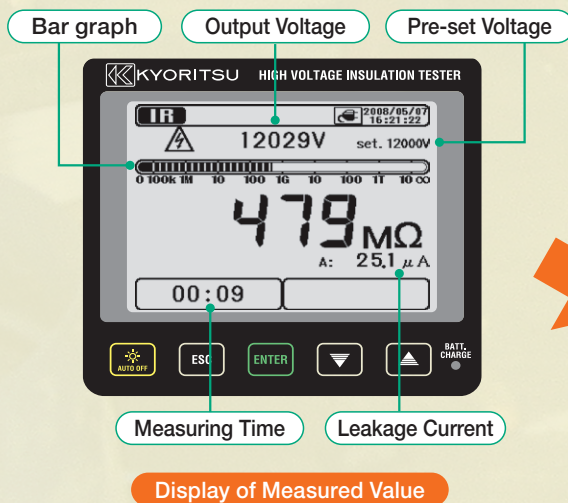 Bar graph Output Voltage Pre-set Voltage
KYORITSU HIGH VOLTAGE INSULATION TESTER
IR 2008/05/07
16:21:22
12029V set. 12000V
0 100k 1M 10 100 1G 10 100 1T 10 ∞
479 MΩ
A: 25.1 μA
00:09
AUTO OFF ESC ENTER BATT. CHARGE
Measuring Time Leakage Current
Display of Measured Value